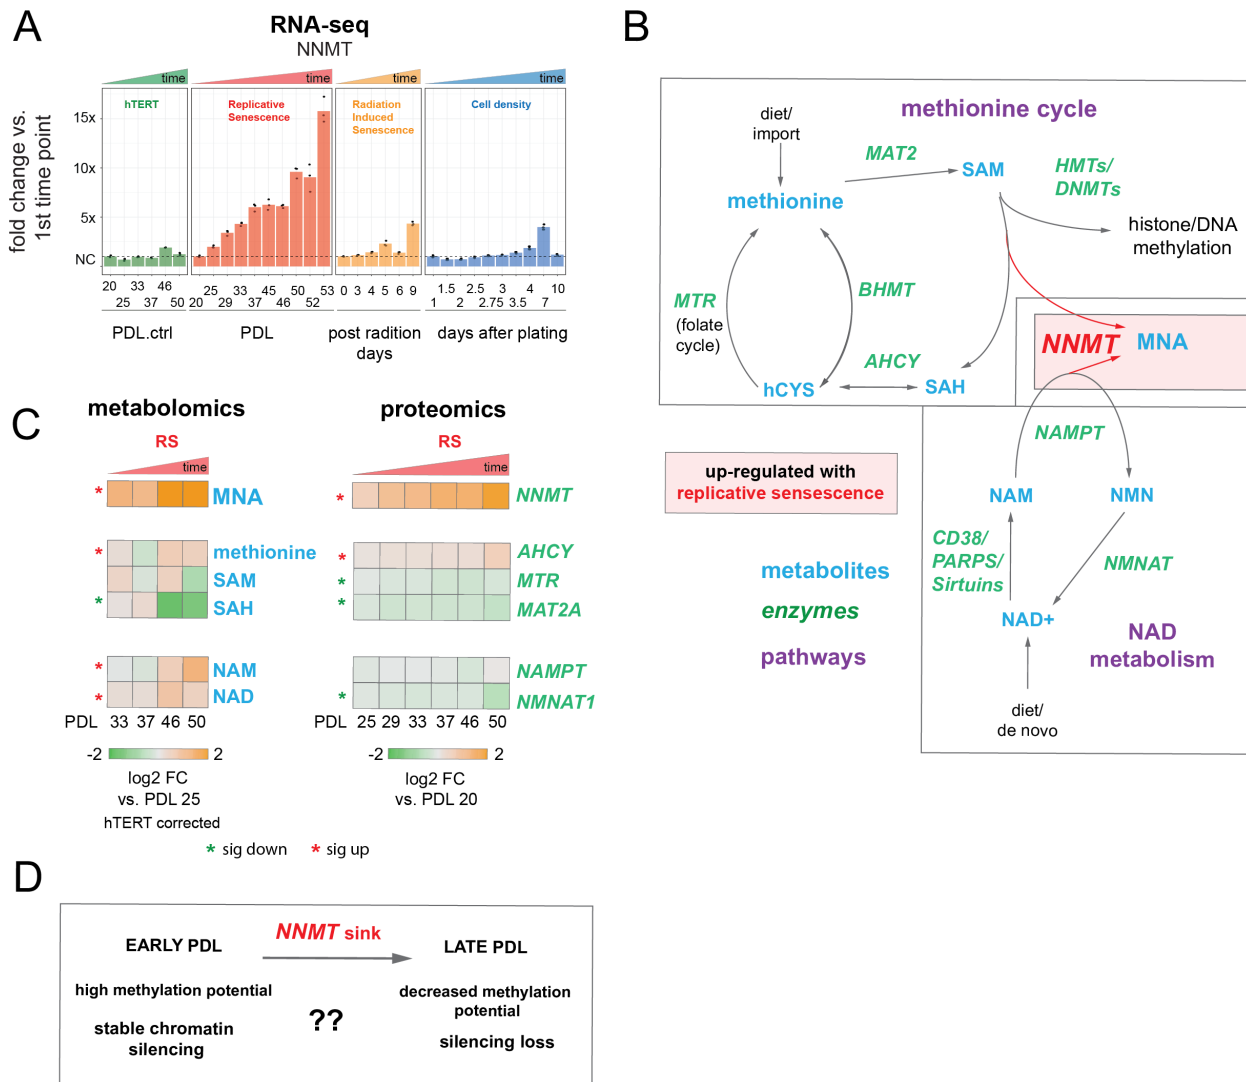 A
RNA-seq
NNMT
time
time
time
time
fold change vs.
1st time point
15x
10x
5x
NC
hTERT
Replicative
Senescence
Radiation
Induced
Senescence
Cell density
20 33 46
25 37 50
PDL.ctrl
20 25 33 45 50 53
29 37 46 52
PDL
0 3 4 5 6 9
post radition
days
1.5 2.5 3 4 10
1 2 2.75 3.5 7
days after plating
B
methionine cycle
diet/
import
MAT2
SAM
HMTs/
DNMTs
methionine
histone/DNA
methylation
MTR
(folate
cycle)
BHMT
NNMT
MNA
AHCY
hCYS
SAH
NAMPT
up-regulated with
replicative sensescence
NAM
NMN
CD38/
PARPS/
Sirtuins
NMNAT
metabolites
enzymes
pathways
NAD+
NAD
metabolism
diet/
de novo
C
metabolomics
RS
time
* MNA
* methionine
SAM
* SAH
* NAM
* NAD
PDL 33 37 46 50
-2 2
log2 FC
vs. PDL 25
hTERT corrected
proteomics
RS
time
* NNMT
* AHCY
* MTR
* MAT2A
NAMPT
* NMNAT1
PDL 25 29 33 37 46 50
-2 2
log2 FC
vs. PDL 20
* sig down * sig up
D
EARLY PDL
NNMT sink
LATE PDL
high methylation potential
stable chromatin
silencing
??
decreased methylation
potential
silencing loss